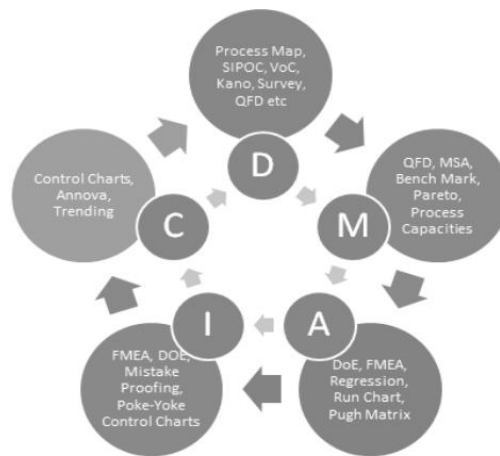 Process Map,
SIPOC, VoC,
Kano, Survey,
QFD etc
D
QFD, MSA,
Bench Mark,
Pareto,
Process
Capacities
M
DoE, FMEA,
Regression,
Run Chart,
Pugh Matrix
A
FMEA, DOE,
Mistake
Proofing,
Poke-Yoke
Control Charts
I
Control Charts,
Annova,
Trending
C